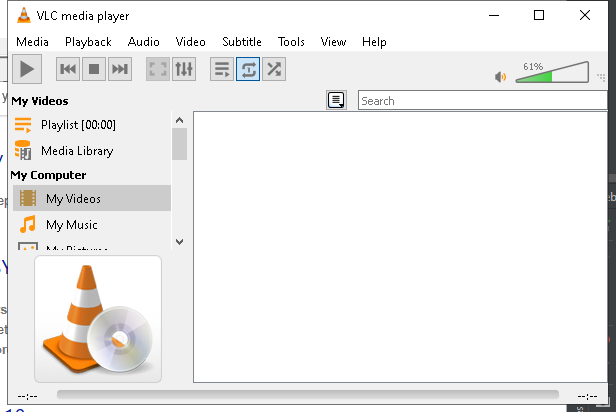 VLC media player
Media Playback Audio Video Subtitle Tools View Help
61%
My Videos
Search
Playlist [00:00]
Media Library
My Computer
My Videos
My Music
My Pictures
--:-- --:--